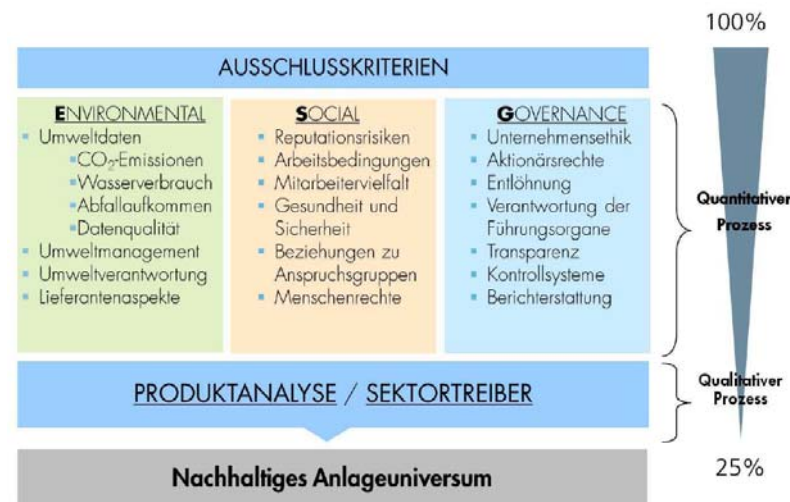 100%
AUSSCHLUSSKRITERIEN
ENVIRONMENTAL
▪ Umweltdaten
▪ CO₂-Emissionen
▪ Wasserverbrauch
▪ Abfallaufkommen
▪ Datenqualität
▪ Umweltmanagement
▪ Umweltverantwortung
▪ Lieferantenaspekte
SOCIAL
▪ Reputationsrisiken
▪ Arbeitsbedingungen
▪ Mitarbeitervielfalt
▪ Gesundheit und
Sicherheit
▪ Beziehungen zu
Anspruchsgruppen
▪ Menschenrechte
GOVERNANCE
▪ Unternehmensethik
▪ Aktionärsrechte
▪ Entlöhnung
▪ Verantwortung der
Führungsorgane
▪ Transparenz
▪ Kontrollsysteme
▪ Berichterstattung
Quantitativer
Prozess
PRODUKTANALYSE / SEKTORTREIBER
Qualitativer
Prozess
Nachhaltiges Anlageuniversum
25%